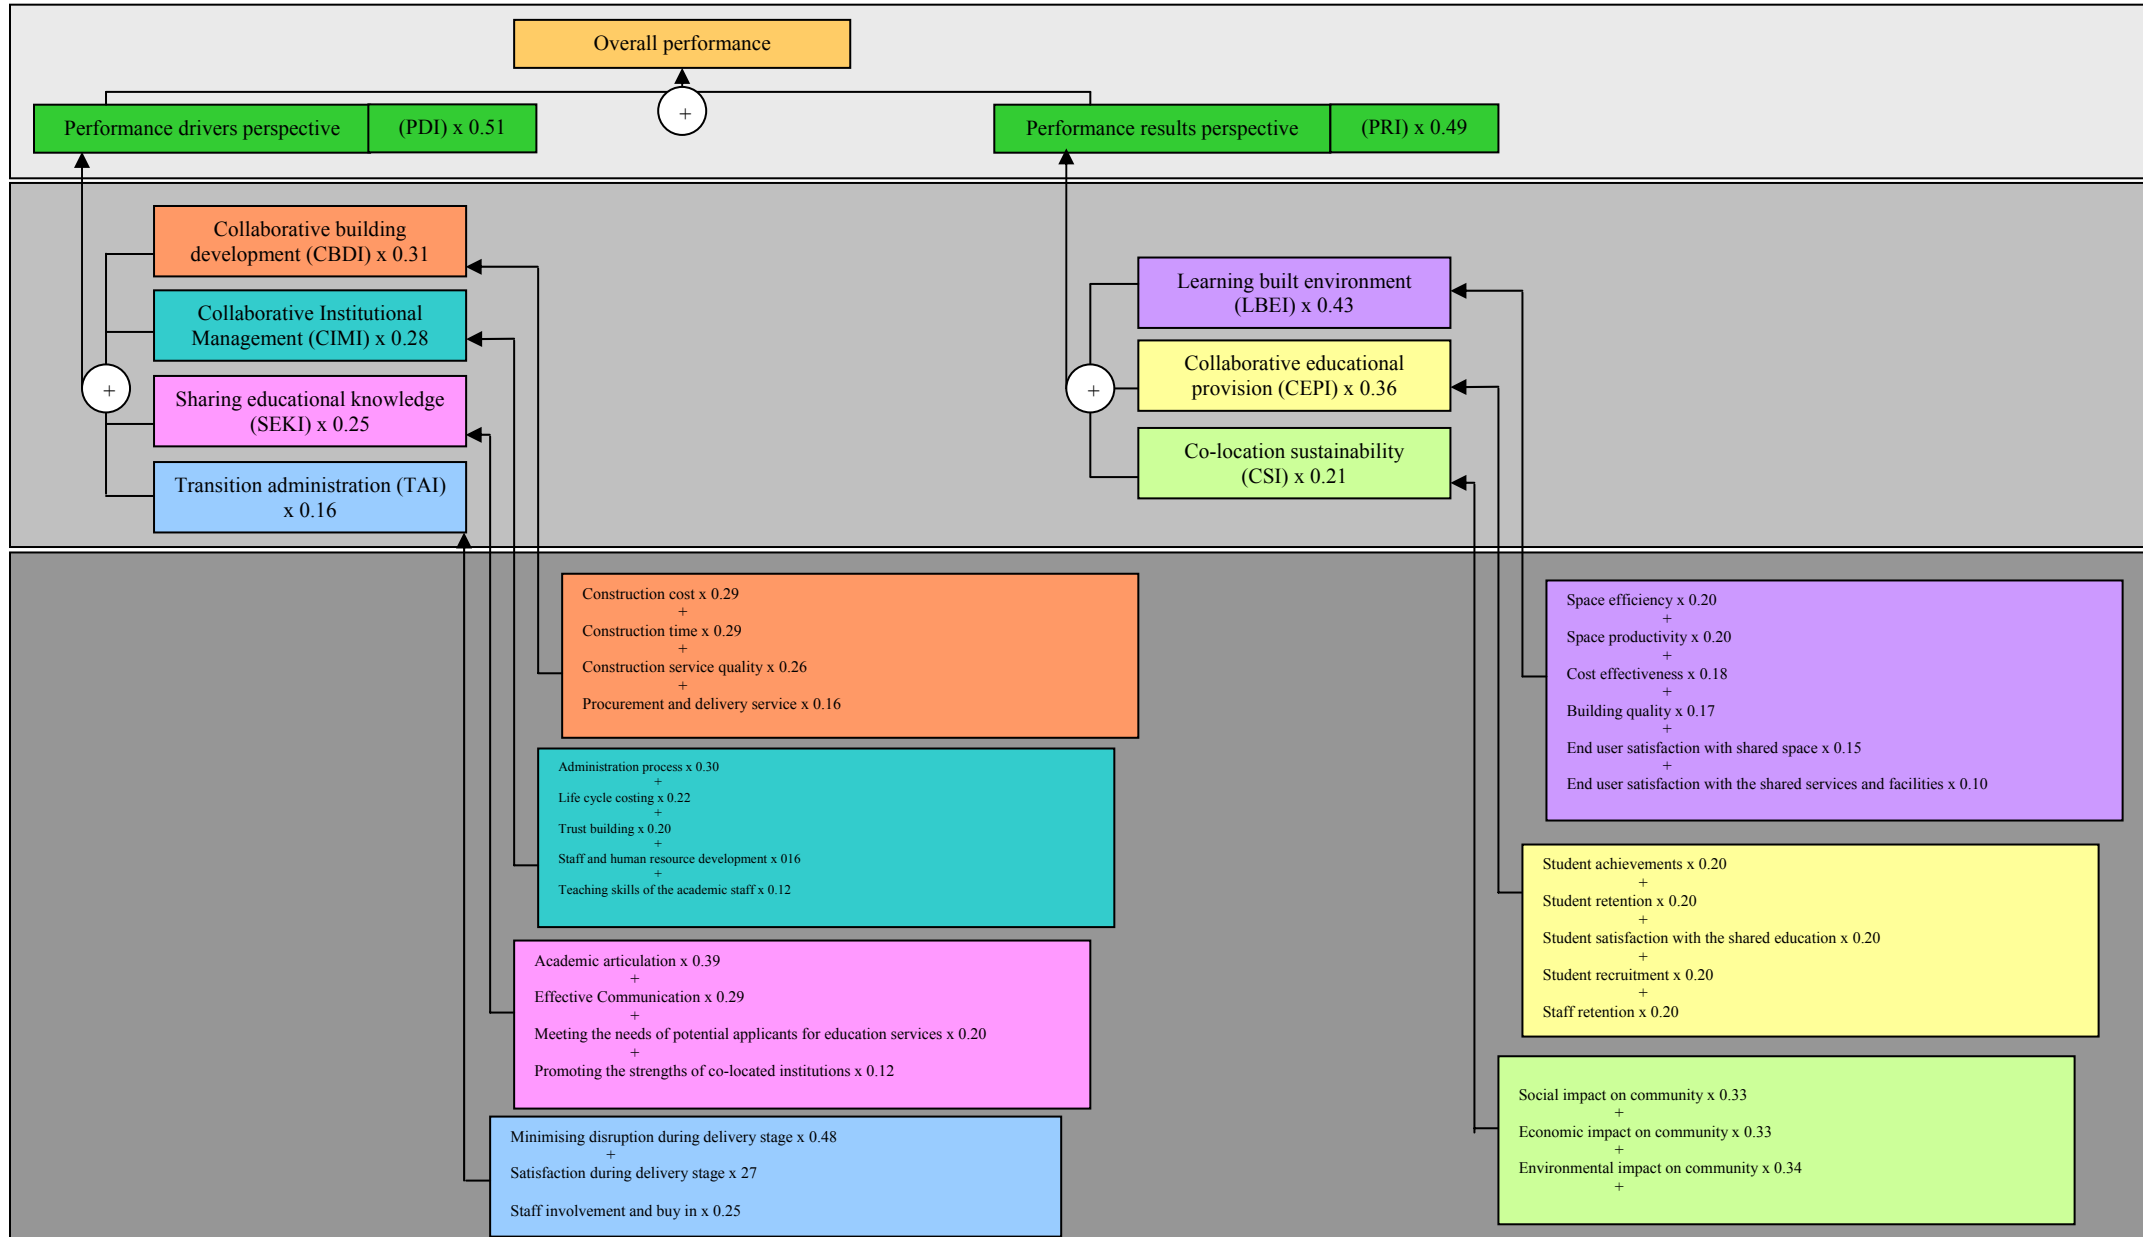 Overall performance
+
Performance drivers perspective
(PDI) x 0.51
Performance results perspective
(PRI) x 0.49
Collaborative building
development (CBDI) x 0.31
Collaborative Institutional
Management (CIMI) x 0.28
+
Sharing educational knowledge
(SEKI) x 0.25
Transition administration (TAI)
x 0.16
Learning built environment
(LBEI) x 0.43
+
Collaborative educational
provision (CEPI) x 0.36
Co-location sustainability
(CSI) x 0.21
Construction cost x 0.29
+
Construction time x 0.29
+
Construction service quality x 0.26
+
Procurement and delivery service x 0.16
Administration process x 0.30
+
Life cycle costing x 0.22
+
Trust building x 0.20
+
Staff and human resource development x 016
+
Teaching skills of the academic staff x 0.12
Academic articulation x 0.39
+
Effective Communication x 0.29
+
Meeting the needs of potential applicants for education services x 0.20
+
Promoting the strengths of co-located institutions x 0.12
Minimising disruption during delivery stage x 0.48
+
Satisfaction during delivery stage x 27
Staff involvement and buy in x 0.25
Space efficiency x 0.20
+
Space productivity x 0.20
+
Cost effectiveness x 0.18
+
Building quality x 0.17
+
End user satisfaction with shared space x 0.15
+
End user satisfaction with the shared services and facilities x 0.10
Student achievements x 0.20
+
Student retention x 0.20
+
Student satisfaction with the shared education x 0.20
+
Student recruitment x 0.20
+
Staff retention x 0.20
Social impact on community x 0.33
+
Economic impact on community x 0.33
+
Environmental impact on community x 0.34
+